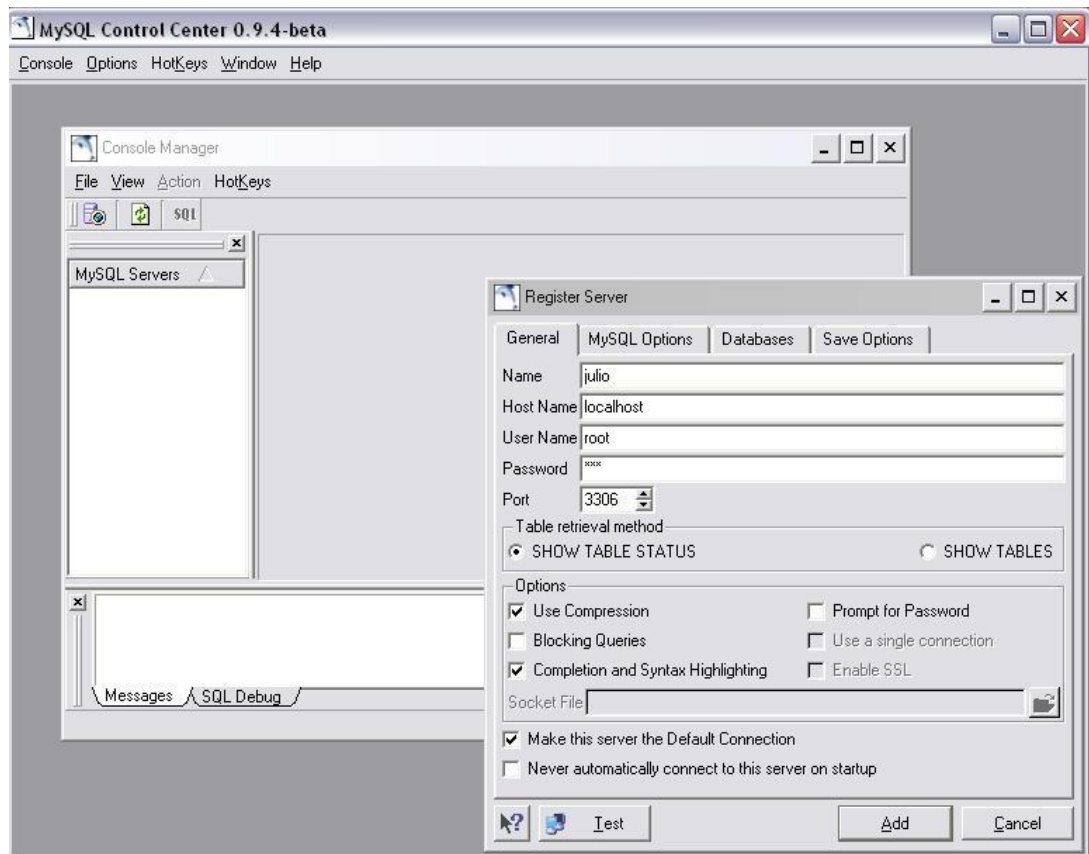 MySQL Control Center 0.9.4-beta
Console Options HotKeys Window Help
Console Manager
File View Action HotKeys
SQL
MySQL Servers
Register Server
General MySQL Options Databases Save Options
Name julio
Host Name localhost
User Name root
Password ***
Port 3306
Table retrieval method
SHOW TABLE STATUS SHOW TABLES
Options
Use Compression Prompt for Password
Blocking Queries Use a single connection
Completion and Syntax Highlighting Enable SSL
Socket File
Make this server the Default Connection
Never automatically connect to this server on startup
Test Add Cancel
Messages SQL Debug